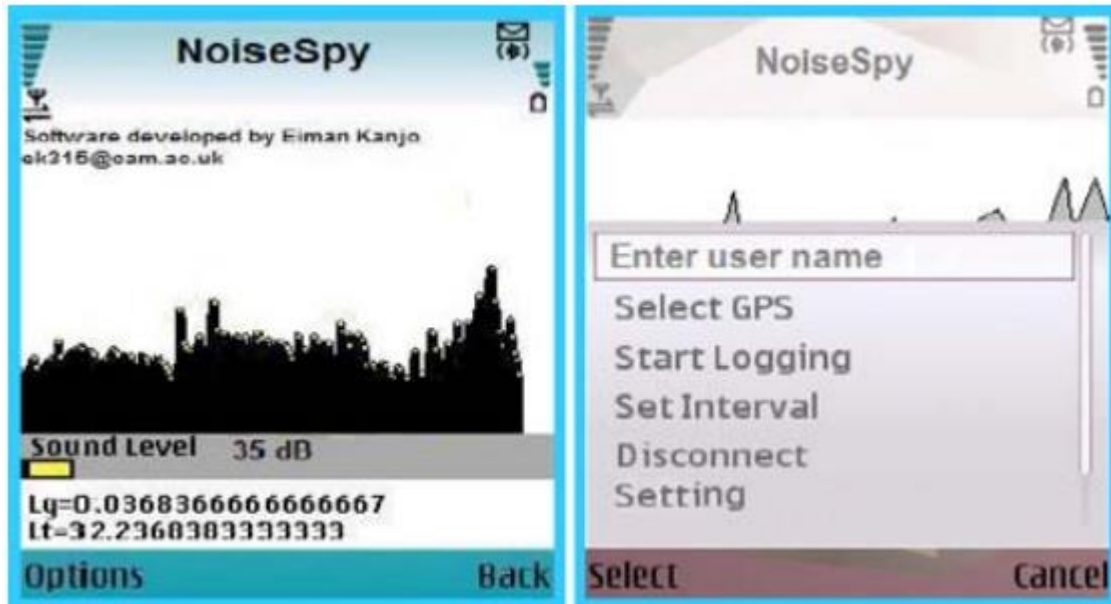 NoiseSpy
Software developed by Eiman Kanjo
ek315@cam.ac.uk
Sound Level 35 dB
Lg=0.0368366666666667
Lt=32.2368383333333
Options Back
NoiseSpy
Enter user name
Select GPS
Start Logging
Set Interval
Disconnect
Setting
Select Cancel